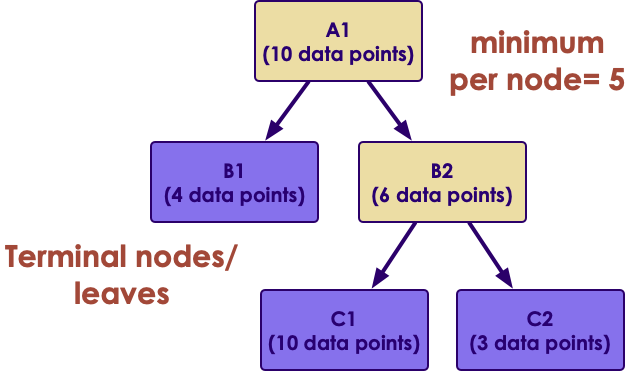 A1
(10 data points)
minimum
per node= 5
B1
(4 data points)
B2
(6 data points)
Terminal nodes/
leaves
C1
(10 data points)
C2
(3 data points)